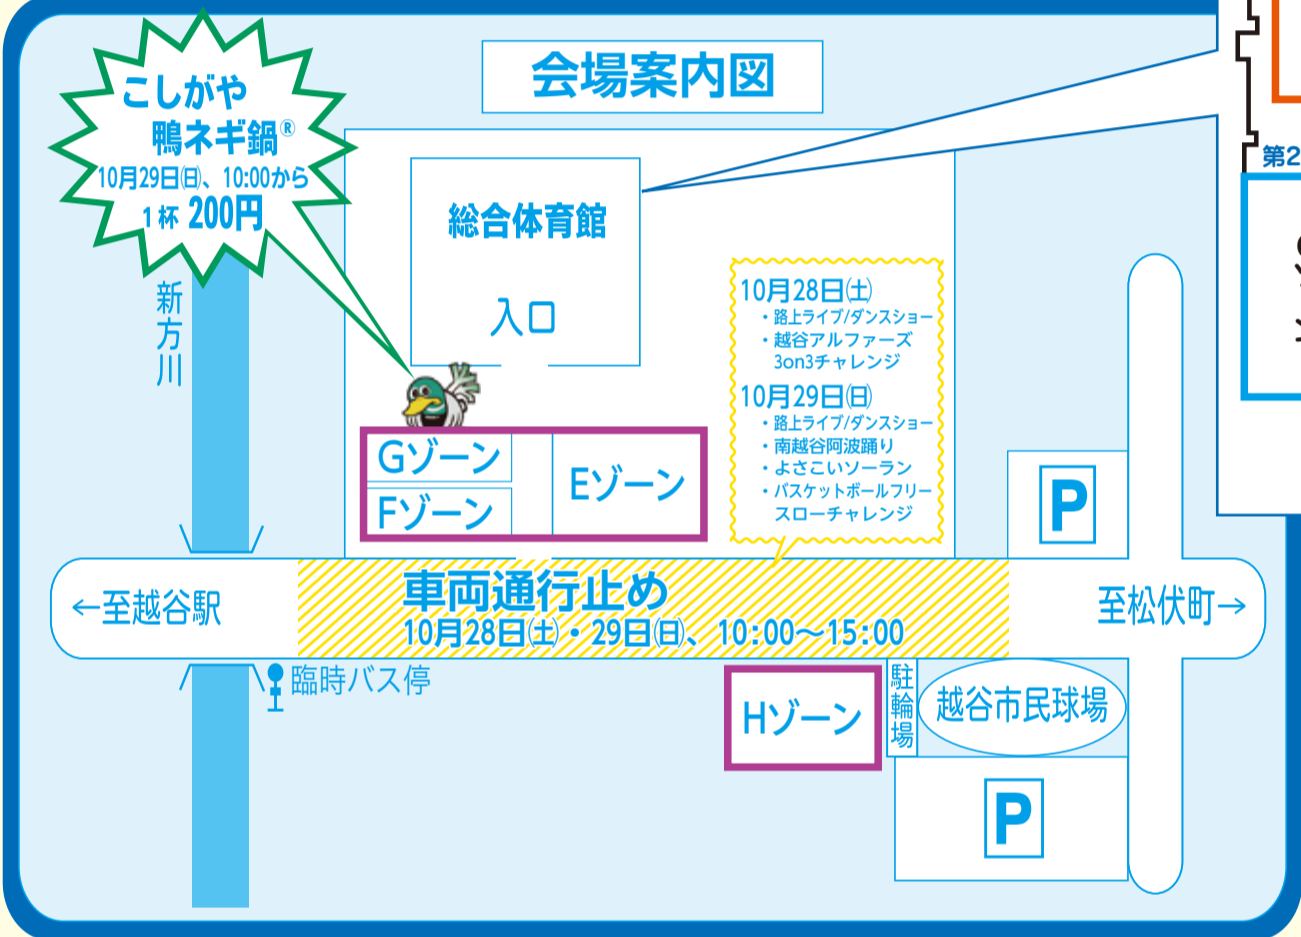 会場案内図
こしがや
鴨ネギ鍋®
10月29日㈰、10:00から
1杯 200円
第2
総合体育館
入口
新方川
10月28日㈯
・路上ライブ/ダンスショー
・越谷アルファーズ
3on3チャレンジ
10月29日㈰
・路上ライブ/ダンスショー
・南越谷阿波踊り
・よさこいソーラン
・バスケットボールフリー
スローチャレンジ
Gゾーン
Fゾーン
Eゾーン
P
←至越谷駅
車両通行止め
10月28日㈯・29日㈰、10:00〜15:00
至松伏町→
臨時バス停
Hゾーン
駐輪場
越谷市民球場
P